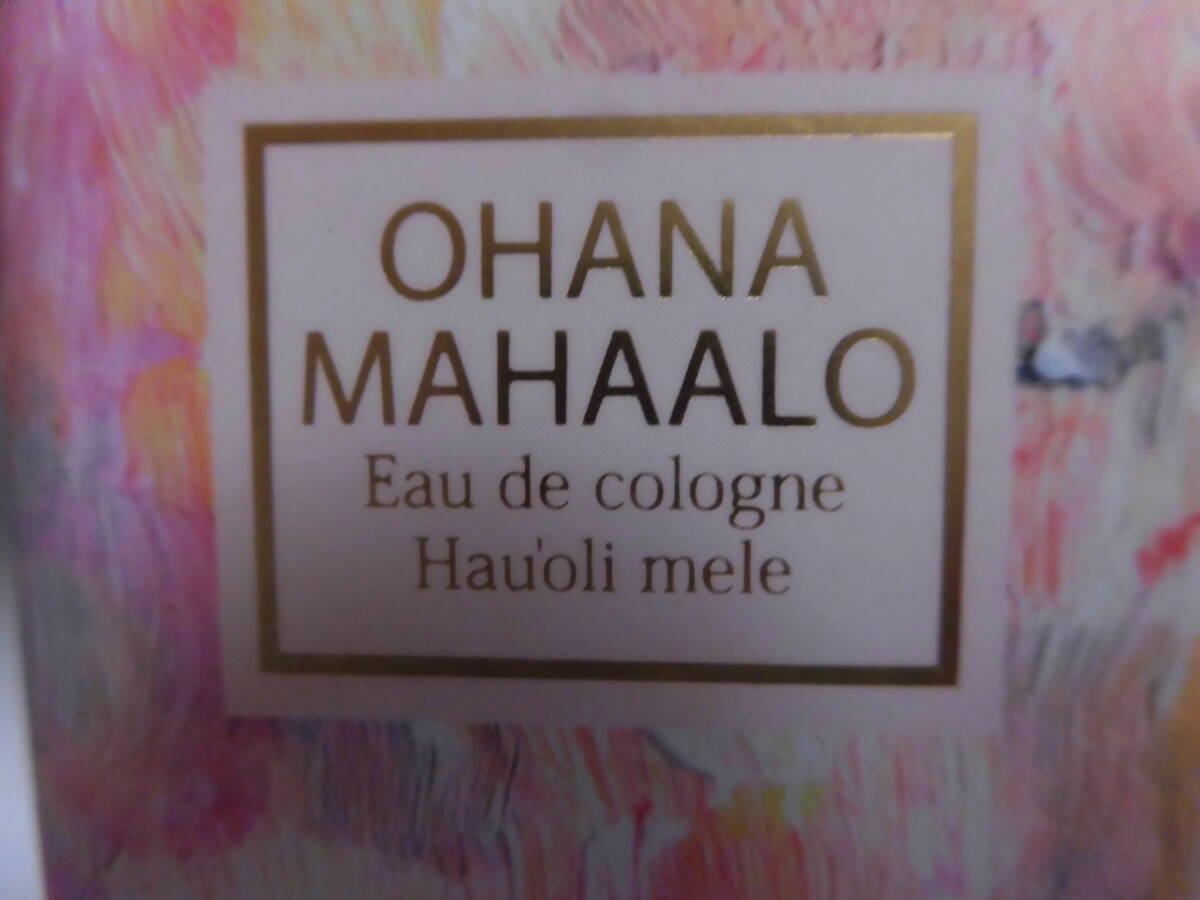 OHANA
MAHAALO
Eau de cologne
Hau'oli mele